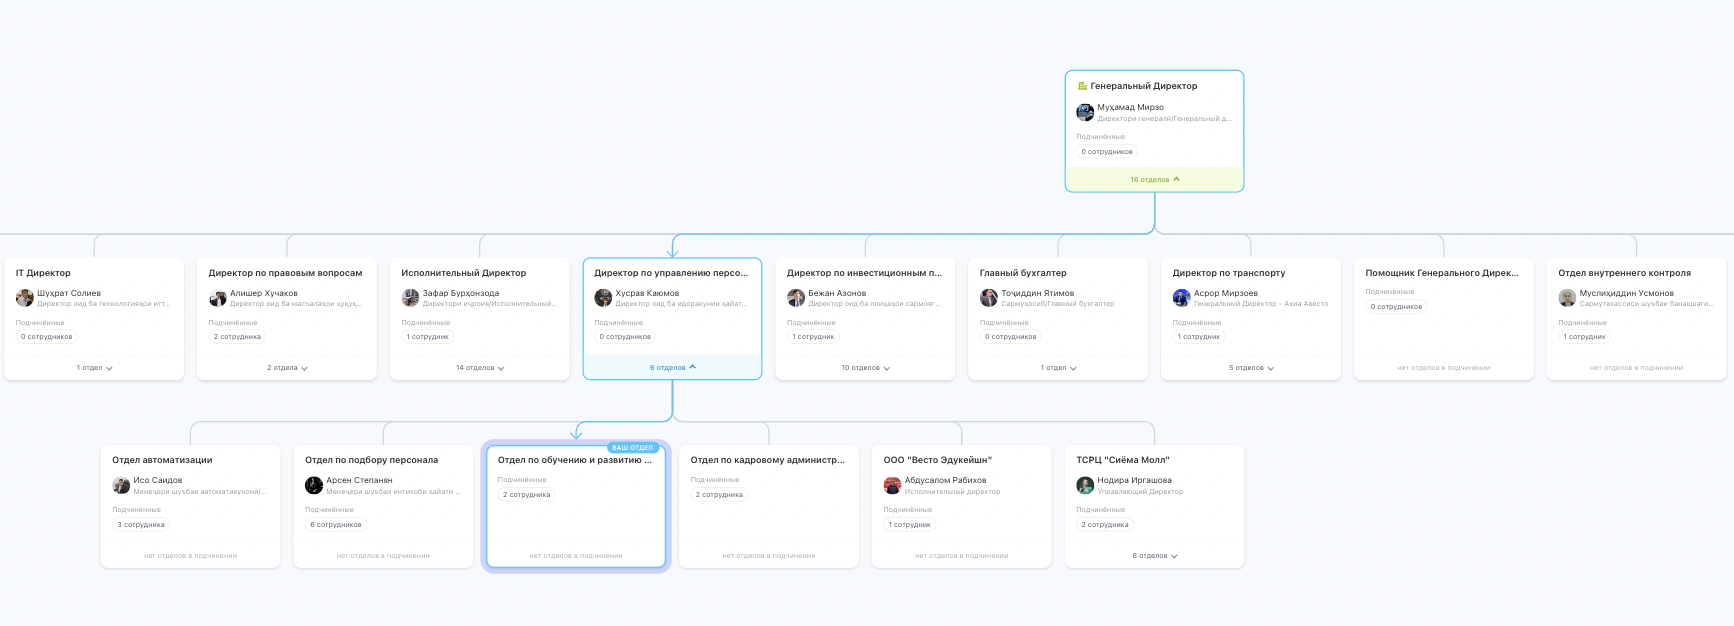 Генеральный Директор
Муҳамад Мирзо
Директори генералӣ/Генеральный д...
Подчинённые
0 сотрудников
16 отделов
IT Директор
Шуҳрат Солиев
Директор оид ба технологияҳои итт...
Подчинённые
0 сотрудников
1 отдел
Директор по правовым вопросам
Алишер Хучаков
Директор оид ба масъалаҳои ҳуқуқ...
Подчинённые
2 сотрудника
2 отдела
Исполнительный Директор
Зафар Бурҳонзода
Директори иҷроия/Исполнительный...
Подчинённые
1 сотрудник
14 отделов
Директор по управлению персо...
Хусрав Каюмов
Директор оид ба идоракунии ҳайат...
Подчинённые
0 сотрудников
6 отделов
Директор по инвестиционным п...
Бежан Азонов
Директор оид ба лоиҳаҳои сармояг...
Подчинённые
1 сотрудник
10 отделов
Главный бухгалтер
Тоҷиддин Ятимов
Сармуҳосиб/Главный бухгалтер
Подчинённые
0 сотрудников
1 отдел
Директор по транспорту
Асрор Мирзоев
Генеральный Директор - Акиа Авесто
Подчинённые
1 сотрудник
5 отделов
Помощник Генерального Дирек...
Подчинённые
0 сотрудников
нет отделов в подчинении
Отдел внутреннего контроля
Муслиҳиддин Усмонов
Сармутахассиси шуъбаи банақшаги...
Подчинённые
1 сотрудник
нет отделов в подчинении
Отдел автоматизации
Исо Саидов
Менеҷери шуъбаи автоматикунонӣ/...
Подчинённые
3 сотрудника
нет отделов в подчинении
Отдел по подбору персонала
Арсен Степанян
Менеҷери шуъбаи интихоби ҳайати ...
Подчинённые
6 сотрудников
нет отделов в подчинении
ВАШ ОТДЕЛ
Отдел по обучению и развитию ...
Подчинённые
2 сотрудника
нет отделов в подчинении
Отдел по кадровому администр...
Подчинённые
2 сотрудника
нет отделов в подчинении
ООО "Весто Эдукейшн"
Абдусалом Рабихов
Исполнительный директор
Подчинённые
1 сотрудник
нет отделов в подчинении
ТСРЦ "Сиёма Молл"
Нодира Иргашова
Управляющий Директор
Подчинённые
2 сотрудника
8 отделов